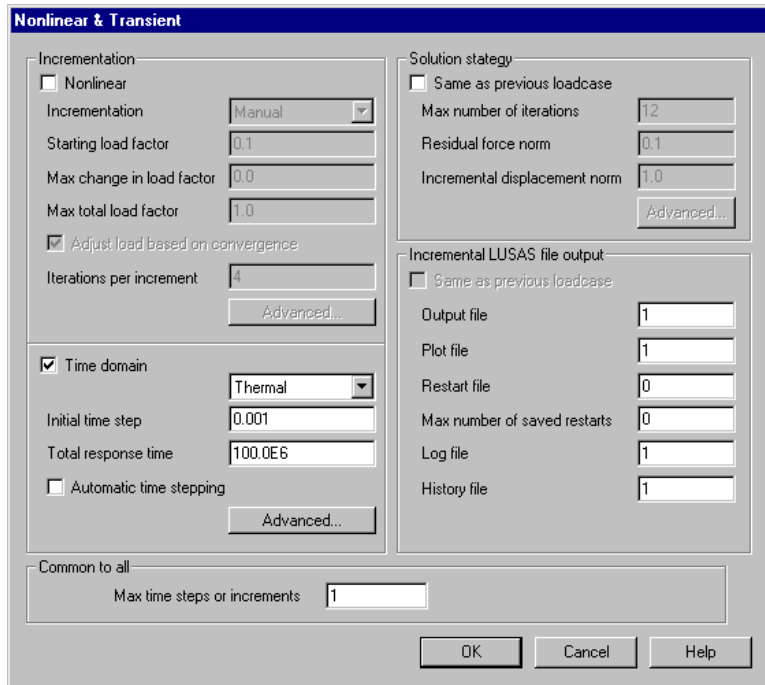 Nonlinear & Transient
Incrementation
Nonlinear
Incrementation Manual
Starting load factor 0.1
Max change in load factor 0.0
Max total load factor 1.0
Adjust load based on convergence
Iterations per increment 4
Advanced...
Time domain
Thermal
Initial time step 0.001
Total response time 100.0E6
Automatic time stepping
Advanced...
Solution stategy
Same as previous loadcase
Max number of iterations 12
Residual force norm 0.1
Incremental displacement norm 1.0
Advanced...
Incremental LUSAS file output
Same as previous loadcase
Output file 1
Plot file 1
Restart file 0
Max number of saved restarts 0
Log file 1
History file 1
Common to all
Max time steps or increments 1
OK Cancel Help